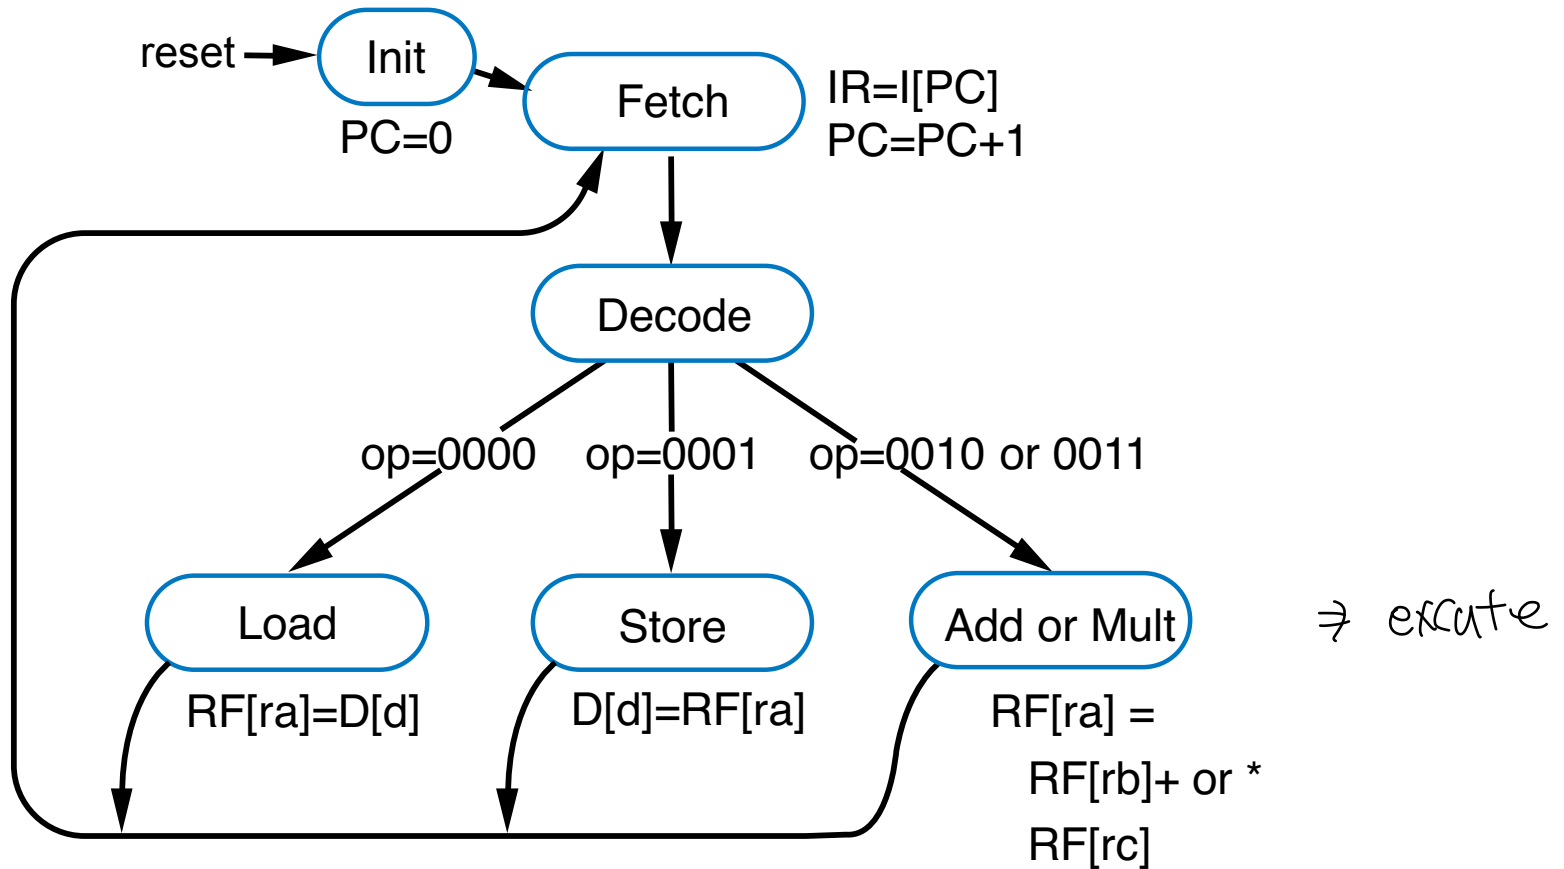 reset
Init
PC=0
Fetch
IR=I[PC]
PC=PC+1
Decode
op=0000
op=0001
op=0010 or 0011
Load
Store
Add or Mult
⇒ excute
RF[ra]=D[d]
D[d]=RF[ra]
RF[ra] =
RF[rb]+ or *
RF[rc]